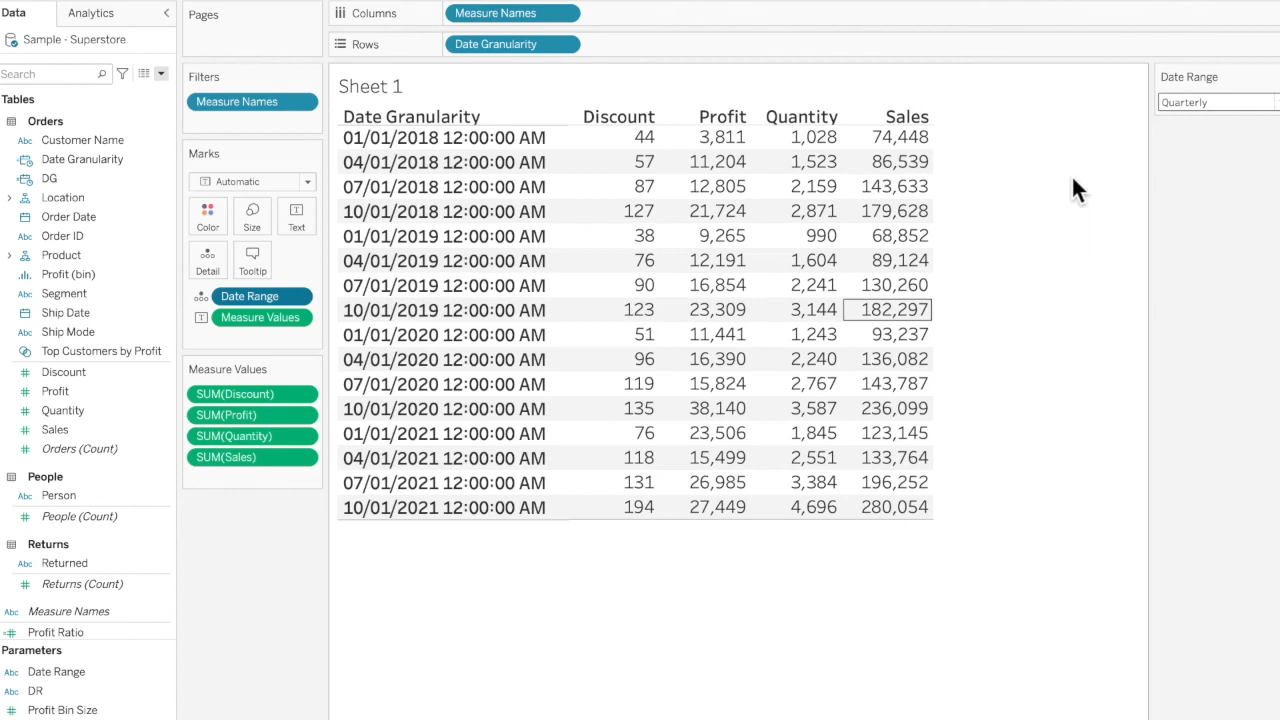 Data
Analytics
Sample - Superstore
Search
Tables
Orders
Abc Customer Name
Date Granularity
DG
Location
Order Date
Abc Order ID
Product
Profit (bin)
Abc Segment
Ship Date
Abc Ship Mode
Top Customers by Profit
Discount
Profit
Quantity
Sales
Orders (Count)
People
Abc Person
People (Count)
Returns
Abc Returned
Returns (Count)
Abc Measure Names
Profit Ratio
Parameters
Abc Date Range
Abc DR
Profit Bin Size
Pages
Filters
Measure Names
Marks
Automatic
Color Size Text
Detail Tooltip
Date Range
Measure Values
Measure Values
SUM(Discount)
SUM(Profit)
SUM(Quantity)
SUM(Sales)
Columns Measure Names
Rows Date Granularity
Sheet 1
Date Granularity Discount Profit Quantity Sales
01/01/2018 12:00:00 AM 44 3,811 1,028 74,448
04/01/2018 12:00:00 AM 57 11,204 1,523 86,539
07/01/2018 12:00:00 AM 87 12,805 2,159 143,633
10/01/2018 12:00:00 AM 127 21,724 2,871 179,628
01/01/2019 12:00:00 AM 38 9,265 990 68,852
04/01/2019 12:00:00 AM 76 12,191 1,604 89,124
07/01/2019 12:00:00 AM 90 16,854 2,241 130,260
10/01/2019 12:00:00 AM 123 23,309 3,144 182,297
01/01/2020 12:00:00 AM 51 11,441 1,243 93,237
04/01/2020 12:00:00 AM 96 16,390 2,240 136,082
07/01/2020 12:00:00 AM 119 15,824 2,767 143,787
10/01/2020 12:00:00 AM 135 38,140 3,587 236,099
01/01/2021 12:00:00 AM 76 23,506 1,845 123,145
04/01/2021 12:00:00 AM 118 15,499 2,551 133,764
07/01/2021 12:00:00 AM 131 26,985 3,384 196,252
10/01/2021 12:00:00 AM 194 27,449 4,696 280,054
Date Range
Quarterly